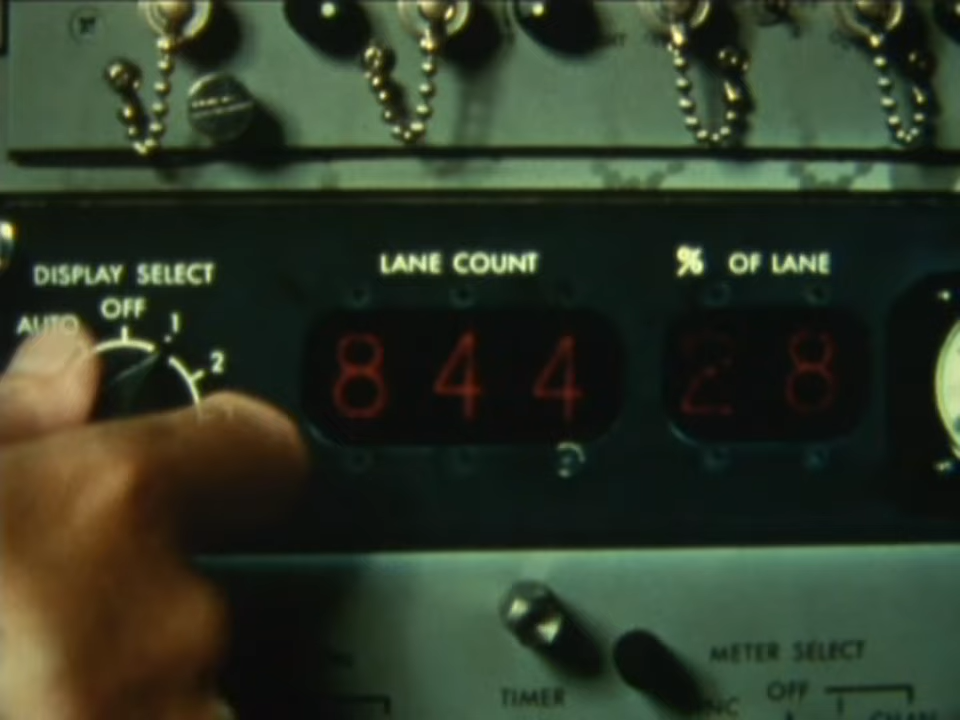 DISPLAY SELECT
AUTO OFF 1 2
LANE COUNT
844
% OF LANE
28
TIMER
METER SELECT
OFF